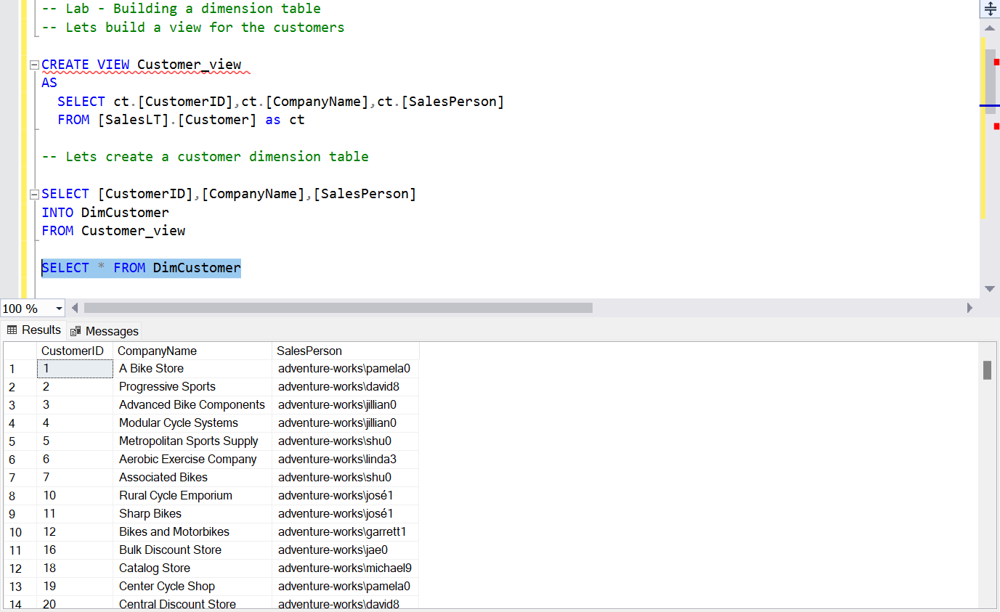 -- Lab - Building a dimension table
-- Lets build a view for the customers
CREATE VIEW Customer_view
AS
SELECT ct.[CustomerID],ct.[CompanyName],ct.[SalesPerson]
FROM [SalesLT].[Customer] as ct
-- Lets create a customer dimension table
SELECT [CustomerID],[CompanyName],[SalesPerson]
INTO DimCustomer
FROM Customer_view
SELECT * FROM DimCustomer
100 %
Results Messages
CustomerID CompanyName SalesPerson
1 1 A Bike Store adventure-works\pamela0
2 2 Progressive Sports adventure-works\david8
3 3 Advanced Bike Components adventure-works\jillian0
4 4 Modular Cycle Systems adventure-works\jillian0
5 5 Metropolitan Sports Supply adventure-works\shu0
6 6 Aerobic Exercise Company adventure-works\linda3
7 7 Associated Bikes adventure-works\shu0
8 10 Rural Cycle Emporium adventure-works\josé1
9 11 Sharp Bikes adventure-works\josé1
10 12 Bikes and Motorbikes adventure-works\garrett1
11 16 Bulk Discount Store adventure-works\jae0
12 18 Catalog Store adventure-works\michael9
13 19 Center Cycle Shop adventure-works\pamela0
14 20 Central Discount Store adventure-works\david8